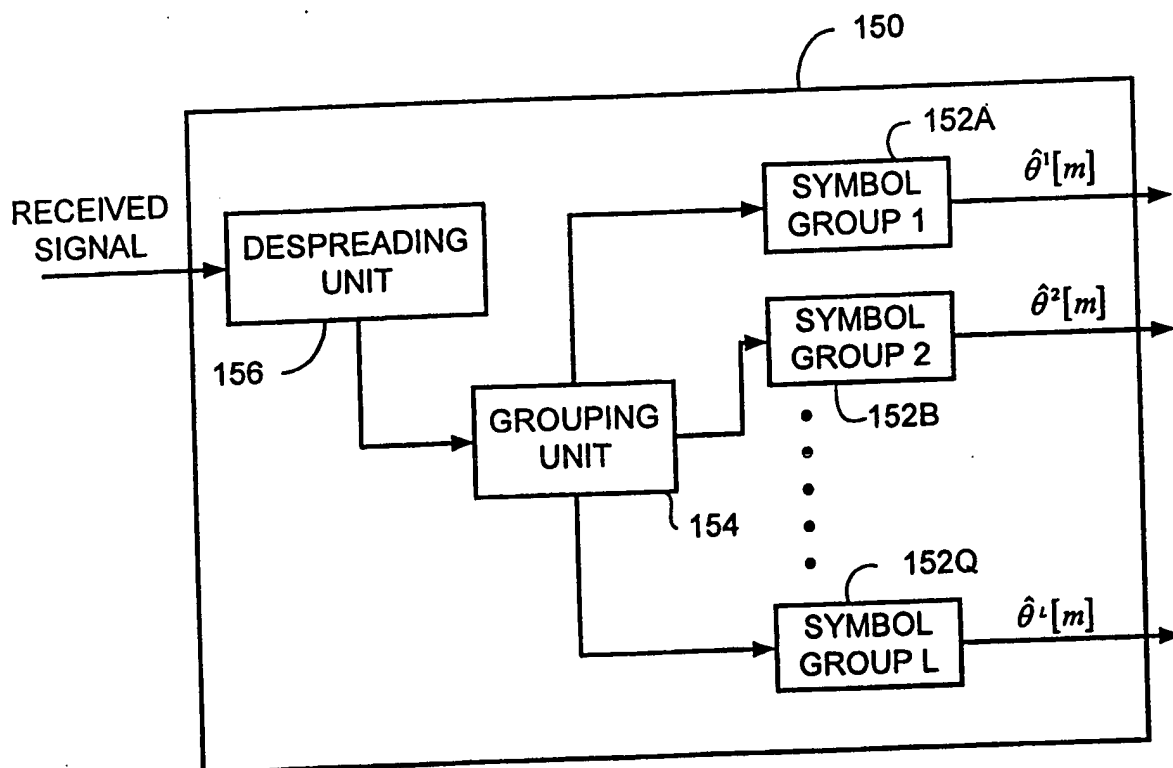 150
152A
RECEIVED
SIGNAL
DESPREADING
UNIT
156
GROUPING
UNIT
154
SYMBOL
GROUP 1
θ̂¹[m]
SYMBOL
GROUP 2
θ̂²[m]
152B
152Q
SYMBOL
GROUP L
θ̂ᴸ[m]